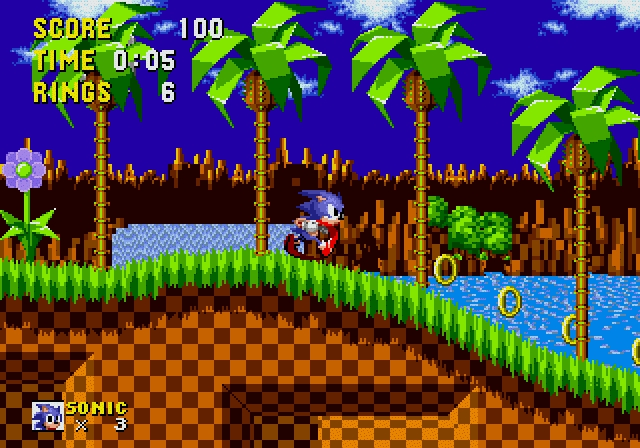 SCORE 100
TIME 0:05
RINGS 6
SONIC
× 3